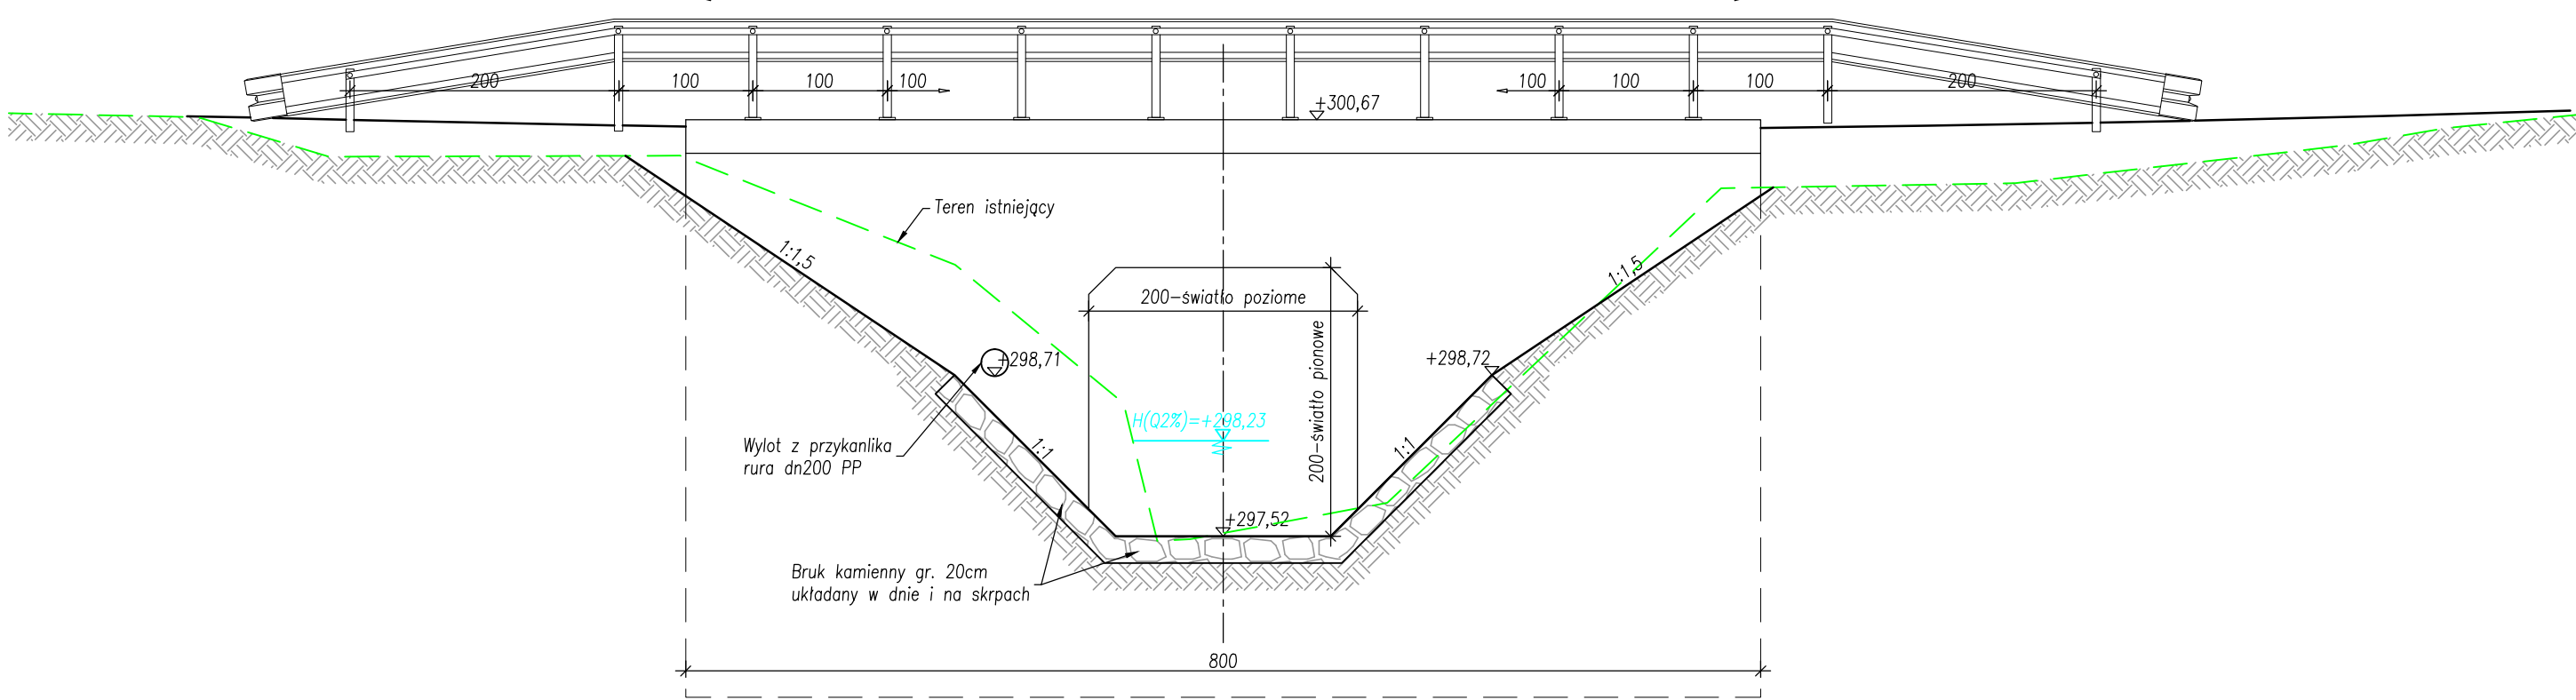 200
100
100
100
100
100
100
200
+300,67
Teren istniejący
1:1,5
1:1,5
200-światło poziome
200-światło pionowe
+298,71
+298,72
H(Q2%)=+298,23
Wylot z przykanlika
rura dn200 PP
1:1
1:1
+297,52
Bruk kamienny gr. 20cm
układany w dnie i na skrpach
800